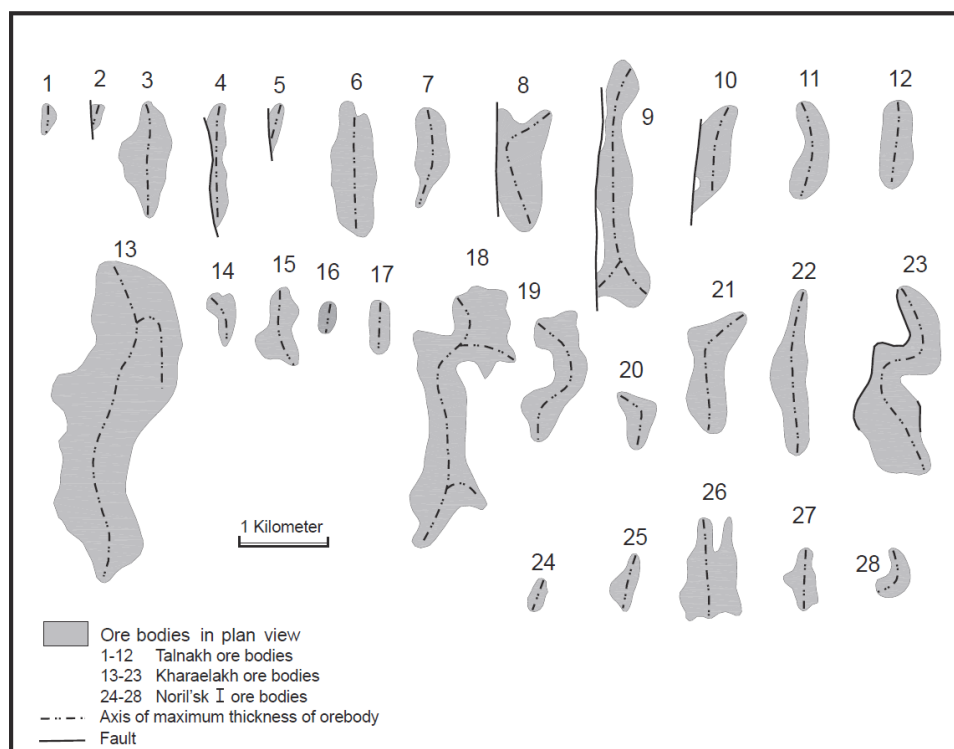 1 2 3 4 5 6 7 8 9 10 11 12
13 14 15 16 17 18 19 20 21 22 23
1 Kilometer
24 25 26 27 28
Ore bodies in plan view
1-12 Talnakh ore bodies
13-23 Kharaelakh ore bodies
24-28 Noril'sk I ore bodies
Axis of maximum thickness of orebody
Fault